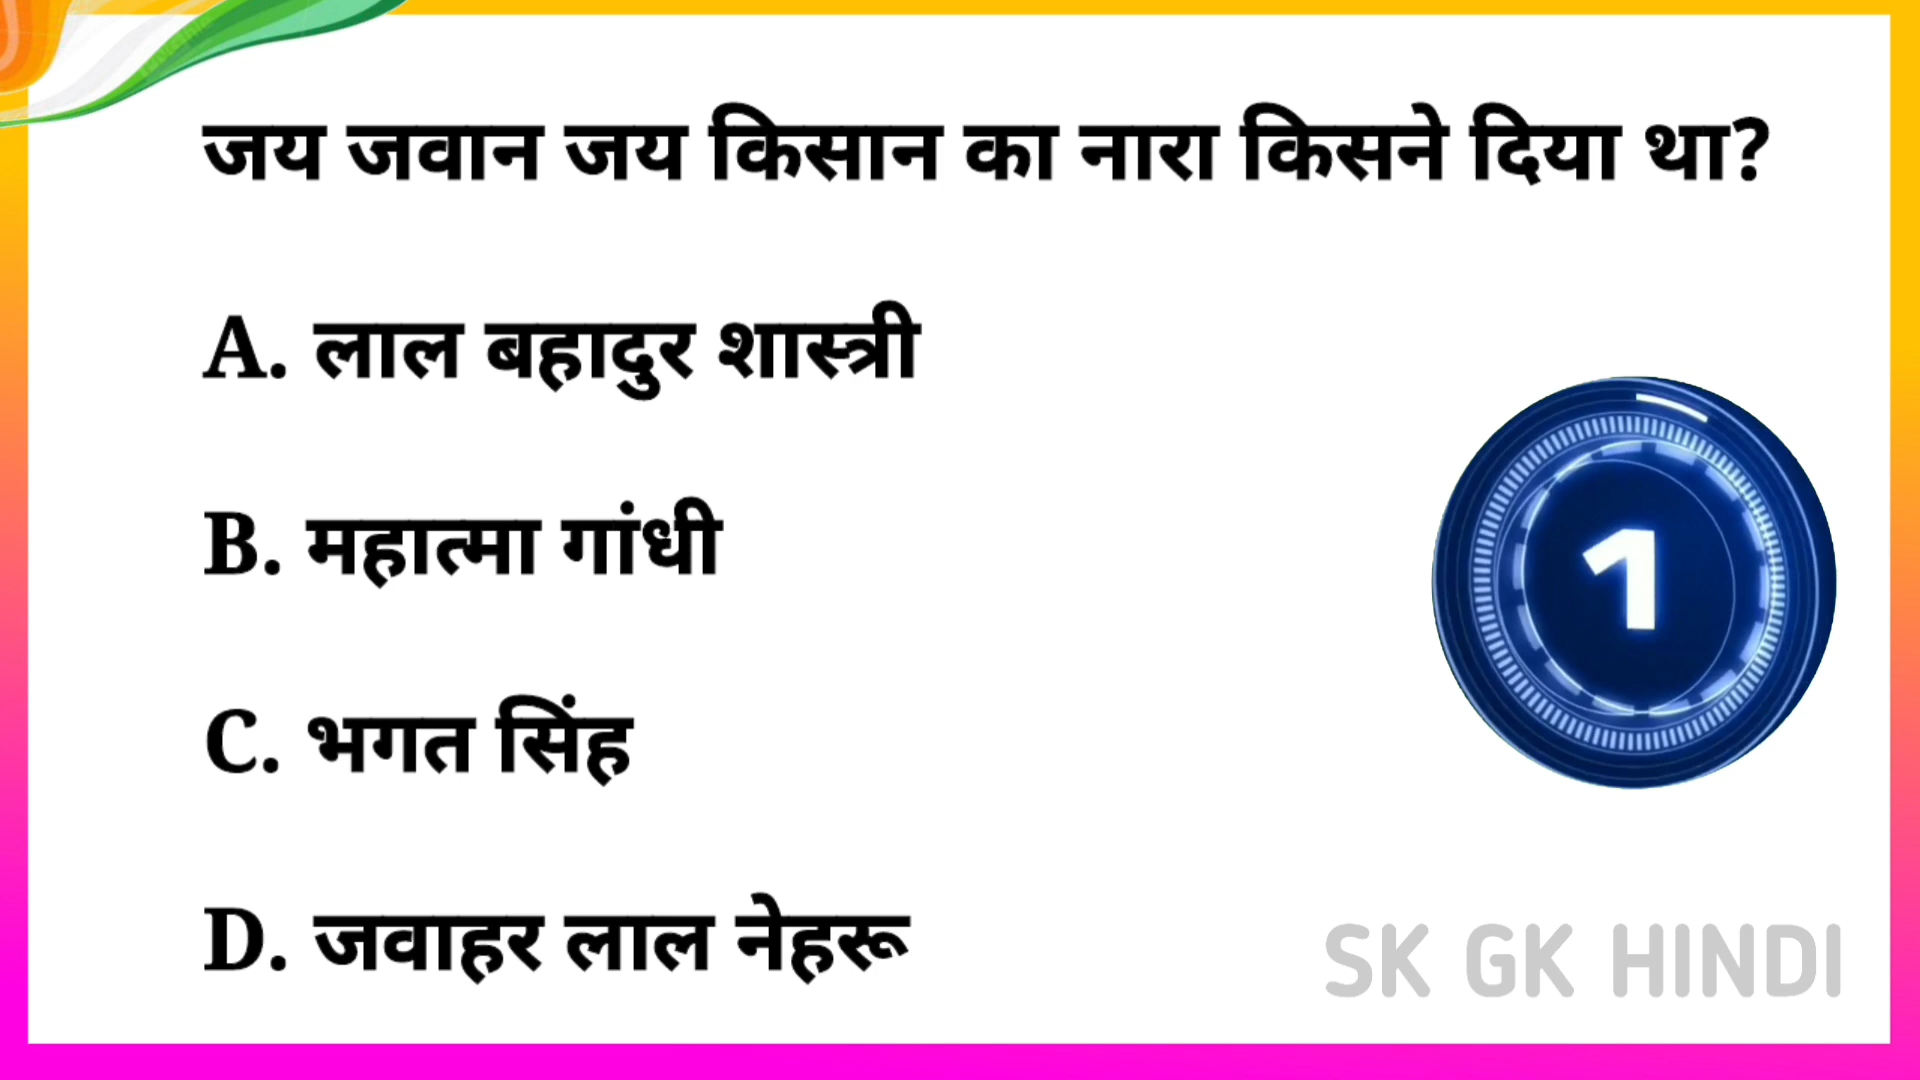 जय जवान जय किसान का नारा किसने दिया था?
A. लाल बहादुर शास्त्री
B. महात्मा गांधी
1
C. भगत सिंह
D. जवाहर लाल नेहरू
SK GK HINDI